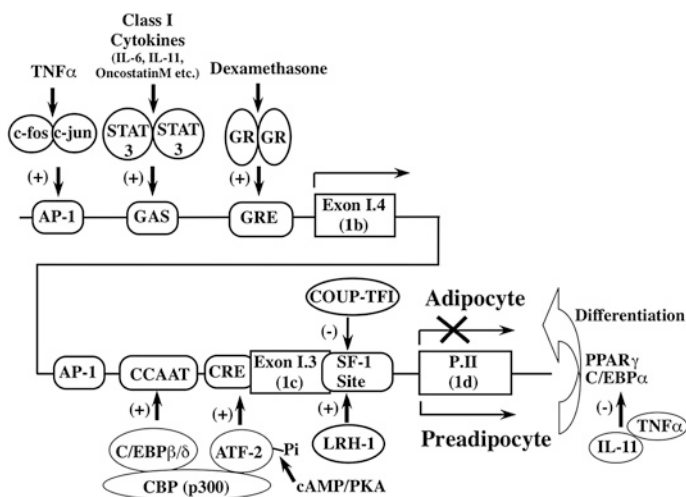 Class I
Cytokines
(IL-6, IL-11,
OncostatinM etc.)
TNFα
Dexamethasone
c-fos c-jun
STAT
3
STAT
3
GR GR
(+)
(+)
(+)
AP-1
GAS
GRE
Exon I.4
(1b)
COUP-TFI
Adipocyte
Differentiation
(-)
AP-1
CCAAT
CRE
Exon I.3
(1c)
SF-1
Site
P.II
(1d)
PPARγ
C/EBPα
(+)
(+)
(+)
(-)
C/EBPβ/δ
ATF-2
Pi
LRH-1
Preadipocyte
TNFα
IL-11
CBP (p300)
cAMP/PKA